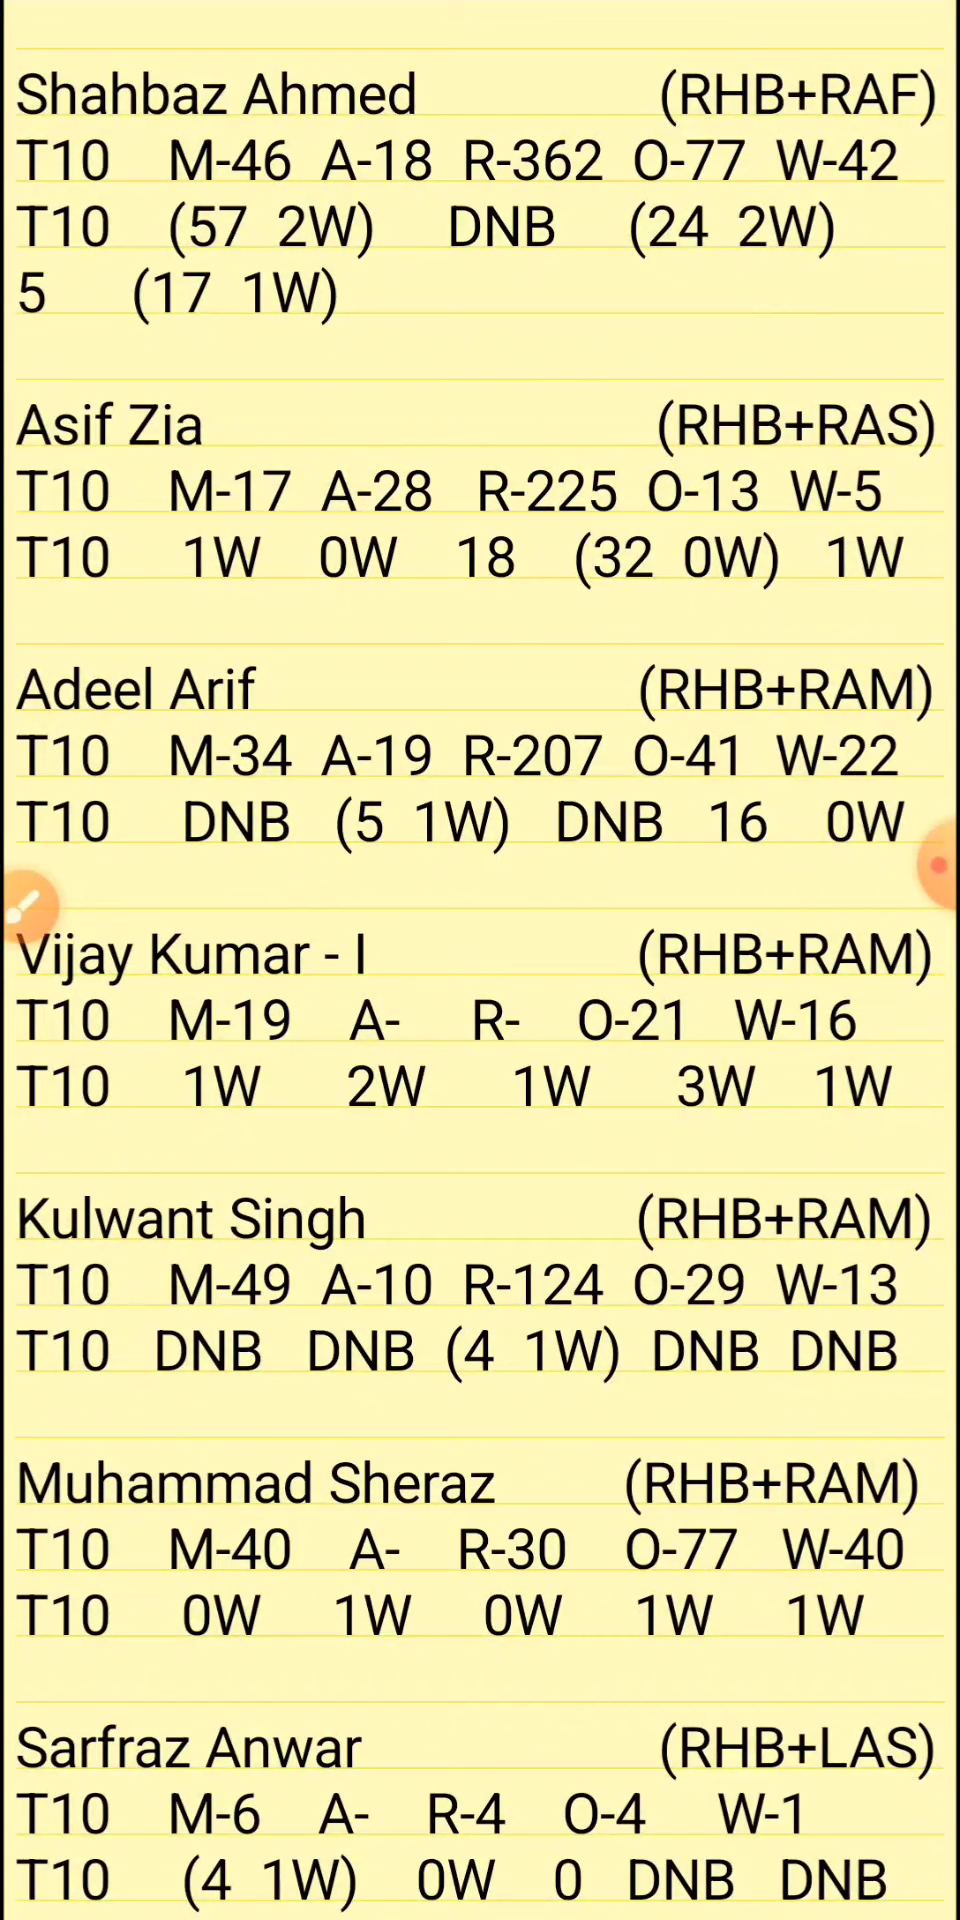 Shahbaz Ahmed (RHB+RAF)
T10 M-46 A-18 R-362 O-77 W-42
T10 (57 2W) DNB (24 2W)
5 (17 1W)
Asif Zia (RHB+RAS)
T10 M-17 A-28 R-225 O-13 W-5
T10 1W 0W 18 (32 0W) 1W
Adeel Arif (RHB+RAM)
T10 M-34 A-19 R-207 O-41 W-22
T10 DNB (5 1W) DNB 16 0W
Vijay Kumar - I (RHB+RAM)
T10 M-19 A- R- O-21 W-16
T10 1W 2W 1W 3W 1W
Kulwant Singh (RHB+RAM)
T10 M-49 A-10 R-124 O-29 W-13
T10 DNB DNB (4 1W) DNB DNB
Muhammad Sheraz (RHB+RAM)
T10 M-40 A- R-30 O-77 W-40
T10 0W 1W 0W 1W 1W
Sarfraz Anwar (RHB+LAS)
T10 M-6 A- R-4 O-4 W-1
T10 (4 1W) 0W 0 DNB DNB